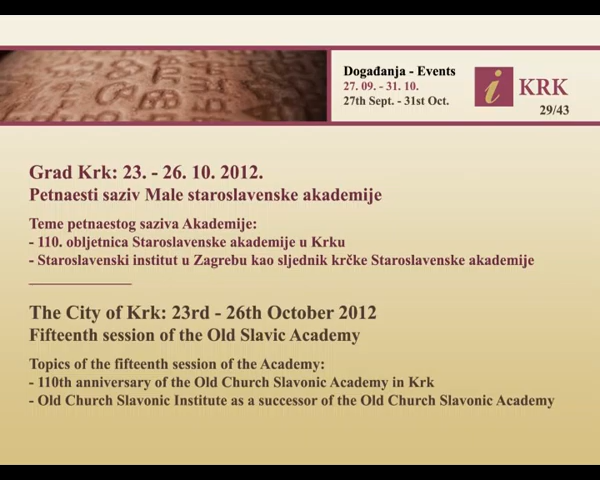 Događanja - Events
27. 09. - 31. 10.
27th Sept. - 31st Oct.
i KRK
29/43
Grad Krk: 23. - 26. 10. 2012.
Petnaesti saziv Male staroslavenske akademije
Teme petnaestog saziva Akademije:
- 110. obljetnica Staroslavenske akademije u Krku
- Staroslavenski institut u Zagrebu kao sljednik krčke Staroslavenske akademije
The City of Krk: 23rd - 26th October 2012
Fifteenth session of the Old Slavic Academy
Topics of the fifteenth session of the Academy:
- 110th anniversary of the Old Church Slavonic Academy in Krk
- Old Church Slavonic Institute as a successor of the Old Church Slavonic Academy